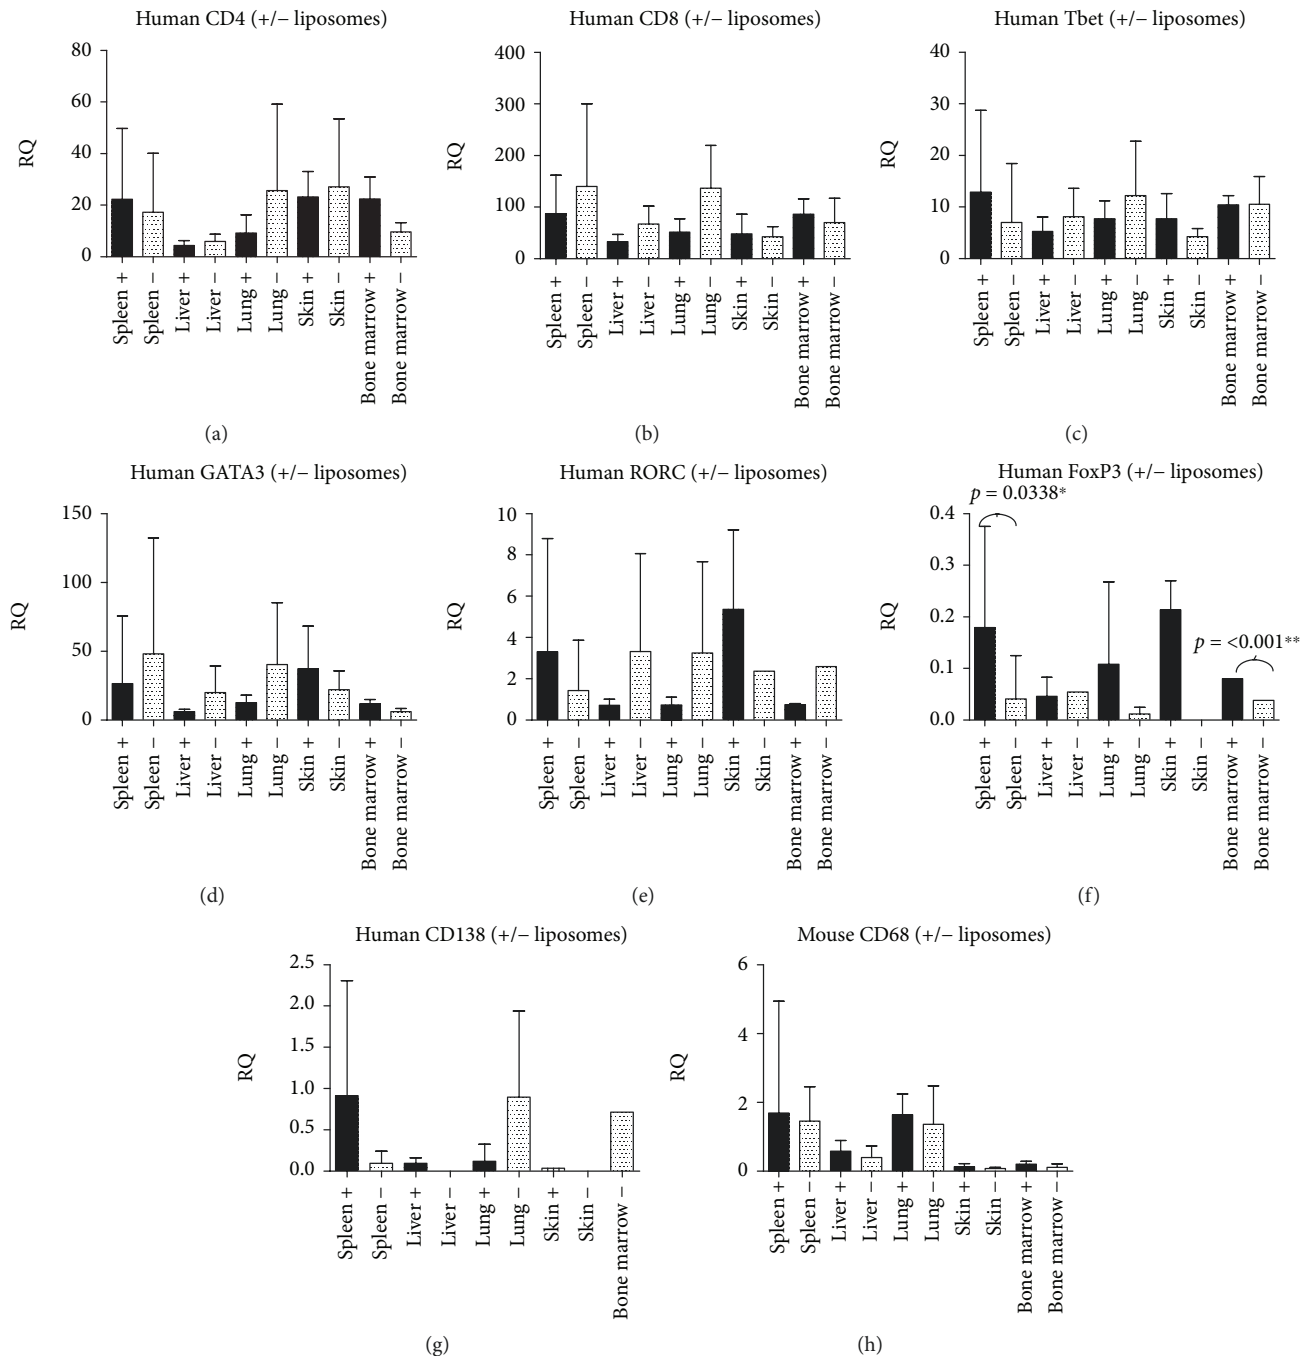 Human CD4 (+/− liposomes)
80
60
40
20
0
RQ
Spleen +
Spleen −
Liver +
Liver −
Lung +
Lung −
Skin +
Skin −
Bone marrow +
Bone marrow −
(a)
Human CD8 (+/− liposomes)
400
300
200
100
0
RQ
Spleen +
Spleen −
Liver +
Liver −
Lung +
Lung −
Skin +
Skin −
Bone marrow +
Bone marrow −
(b)
Human Tbet (+/− liposomes)
40
30
20
10
0
RQ
Spleen +
Spleen −
Liver +
Liver −
Lung +
Lung −
Skin +
Skin −
Bone marrow +
Bone marrow −
(c)
Human GATA3 (+/− liposomes)
150
100
50
0
RQ
Spleen +
Spleen −
Liver +
Liver −
Lung +
Lung −
Skin +
Skin −
Bone marrow +
Bone marrow −
(d)
Human RORC (+/− liposomes)
10
8
6
4
2
0
RQ
Spleen +
Spleen −
Liver +
Liver −
Lung +
Lung −
Skin +
Skin −
Bone marrow +
Bone marrow −
(e)
Human FoxP3 (+/− liposomes)
p = 0.0338*
p = <0.001**
0.4
0.3
0.2
0.1
0.0
RQ
Spleen +
Spleen −
Liver +
Liver −
Lung +
Lung −
Skin +
Skin −
Bone marrow +
Bone marrow −
(f)
Human CD138 (+/− liposomes)
2.5
2.0
1.5
1.0
0.5
0.0
RQ
Spleen +
Spleen −
Liver +
Liver −
Lung +
Lung −
Skin +
Skin −
Bone marrow −
(g)
Mouse CD68 (+/− liposomes)
6
4
2
0
RQ
Spleen +
Spleen −
Liver +
Liver −
Lung +
Lung −
Skin +
Skin −
Bone marrow +
Bone marrow −
(h)